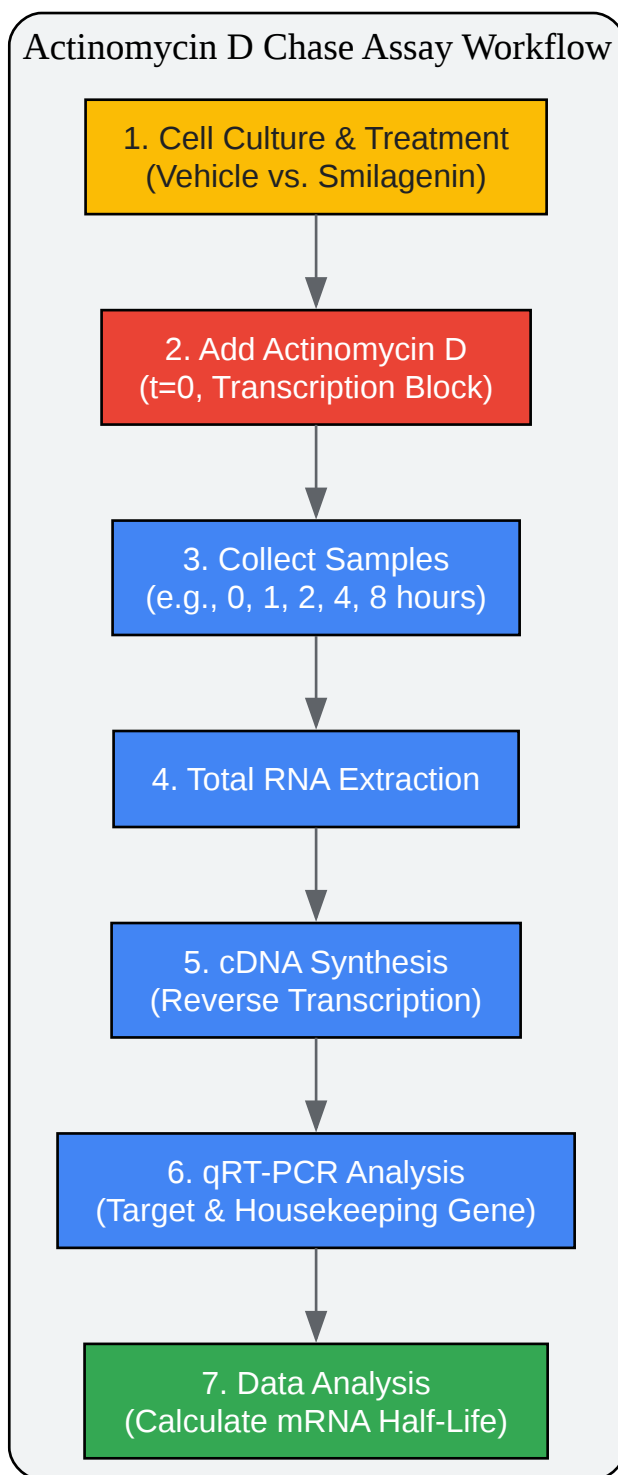 Actinomycin D Chase Assay Workflow
1. Cell Culture & Treatment
(Vehicle vs. Smilagenin)
2. Add Actinomycin D
(t=0, Transcription Block)
3. Collect Samples
(e.g., 0, 1, 2, 4, 8 hours)
4. Total RNA Extraction
5. cDNA Synthesis
(Reverse Transcription)
6. qRT-PCR Analysis
(Target & Housekeeping Gene)
7. Data Analysis
(Calculate mRNA Half-Life)